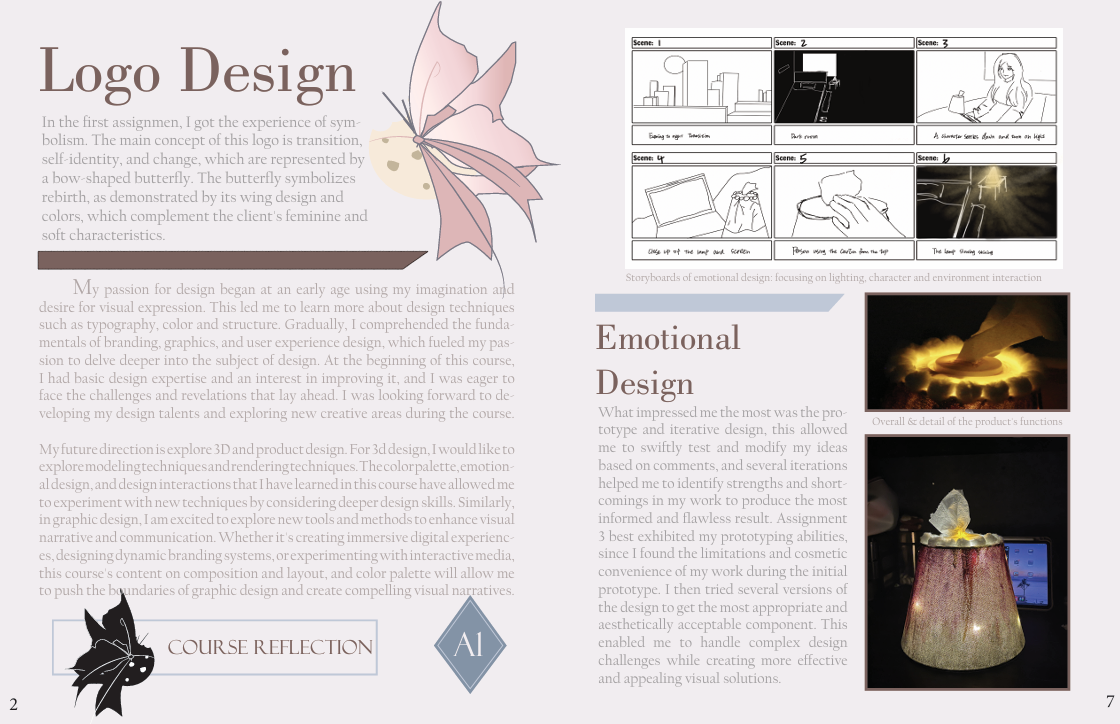 Logo Design
In the first assignmen, I got the experience of sym-
bolism. The main concept of this logo is transition,
self-identity, and change, which are represented by
a bow-shaped butterfly. The butterfly symbolizes
rebirth, as demonstrated by its wing design and
colors, which complement the client's feminine and
soft characteristics.
My passion for design began at an early age using my imagination and
desire for visual expression. This led me to learn more about design techniques
such as typography, color and structure. Gradually, I comprehended the funda-
mentals of branding, graphics, and user experience design, which fueled my pas-
sion to delve deeper into the subject of design. At the beginning of this course,
I had basic design expertise and an interest in improving it, and I was eager to
face the challenges and revelations that lay ahead. I was looking forward to de-
veloping my design talents and exploring new creative areas during the course.
My future direction is explore 3D and product design. For 3d design, I would like to
explore modeling techniques and rendering techniques. The color palette, emotion-
al design, and design interactions that I have learned in this course have allowed me
to experiment with new techniques by considering deeper design skills. Similarly,
in graphic design, I am excited to explore new tools and methods to enhance visual
narrative and communication. Whether it's creating immersive digital experienc-
es, designing dynamic branding systems, or experimenting with interactive media,
this course's content on composition and layout, and color palette will allow me
to push the boundaries of graphic design and create compelling visual narratives.
COURSE REFLECTION
A1
2
Scene: 1
Scene: 2
Scene: 3
Evening to night Transition
Dark room
A character scenes down and turn on light
Scene: 4
Scene: 5
Scene: 6
Close up of the lamp and screen
Person using the from the top
The lamp shining
Storyboards of emotional design: focusing on lighting, character and environment interaction
Emotional
Design
What impressed me the most was the pro-
totype and iterative design, this allowed
me to swiftly test and modify my ideas
based on comments, and several iterations
helped me to identify strengths and short-
comings in my work to produce the most
informed and flawless result. Assignment
3 best exhibited my prototyping abilities,
since I found the limitations and cosmetic
convenience of my work during the initial
prototype. I then tried several versions of
the design to get the most appropriate and
aesthetically acceptable component. This
enabled me to handle complex design
challenges while creating more effective
and appealing visual solutions.
Overall & detail of the product's functions
7